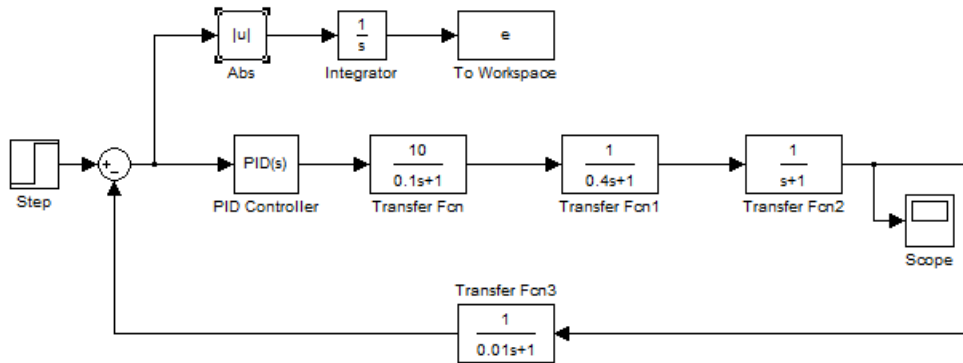 |u|
1
s
e
Abs
Integrator
To Workspace
+
−
Step
PID(s)
PID Controller
10
0.1s+1
Transfer Fcn
1
0.4s+1
Transfer Fcn1
1
s+1
Transfer Fcn2
Scope
Transfer Fcn3
1
0.01s+1